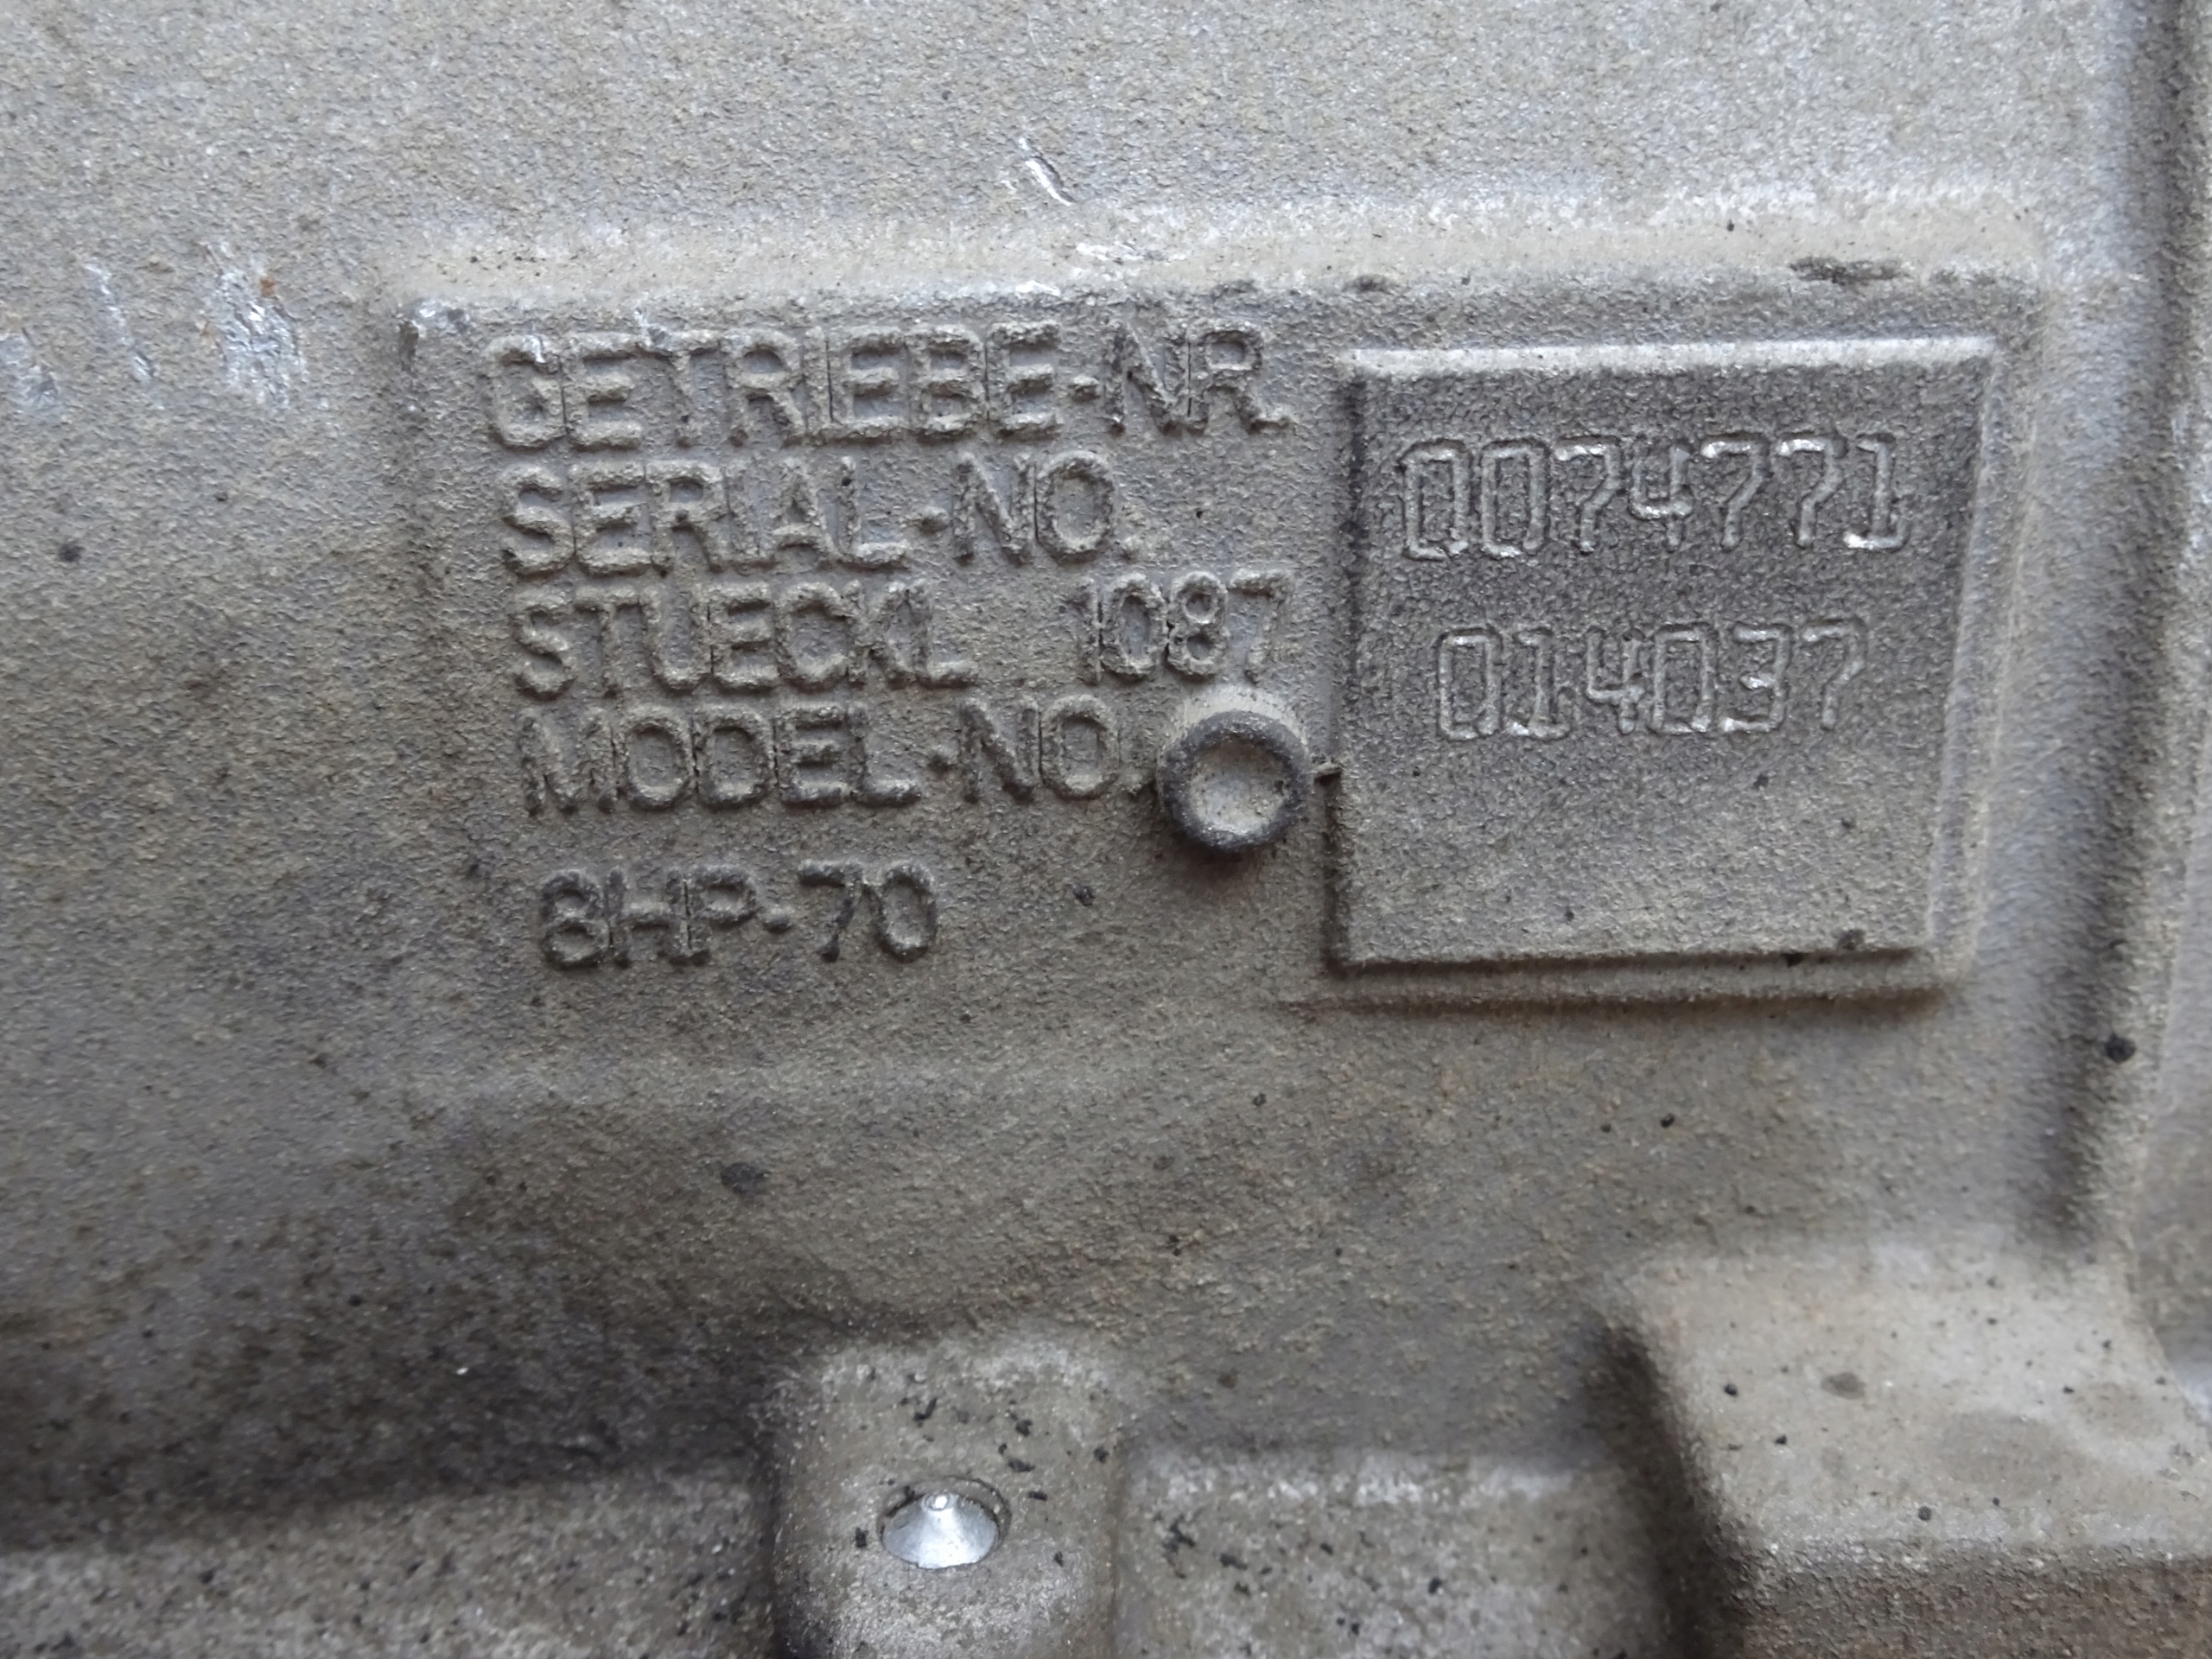 GETRIEBE-NR.
SERIAL-NO. 0074771
STUECKL 1087 014037
MODEL-NO
8HP-70